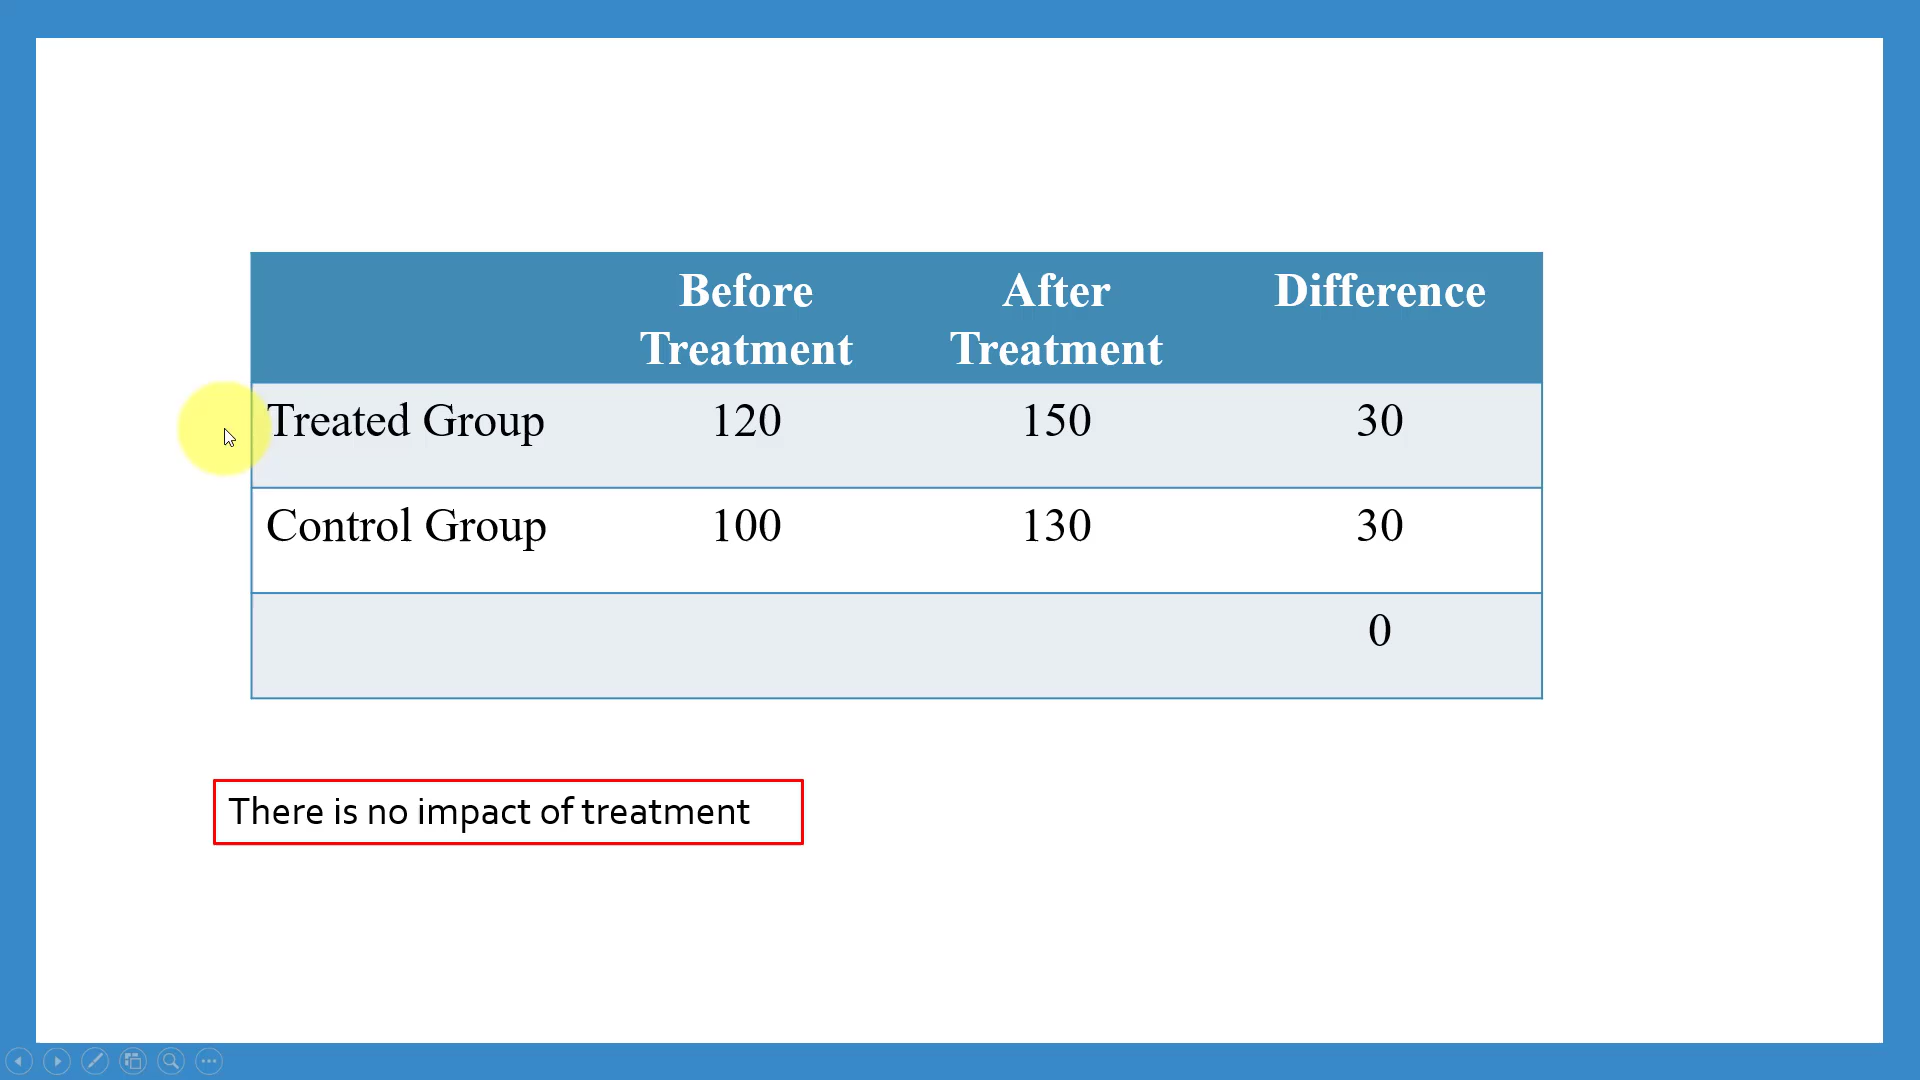 Before After Difference
Treatment Treatment
Treated Group 120 150 30
Control Group 100 130 30
0
There is no impact of treatment